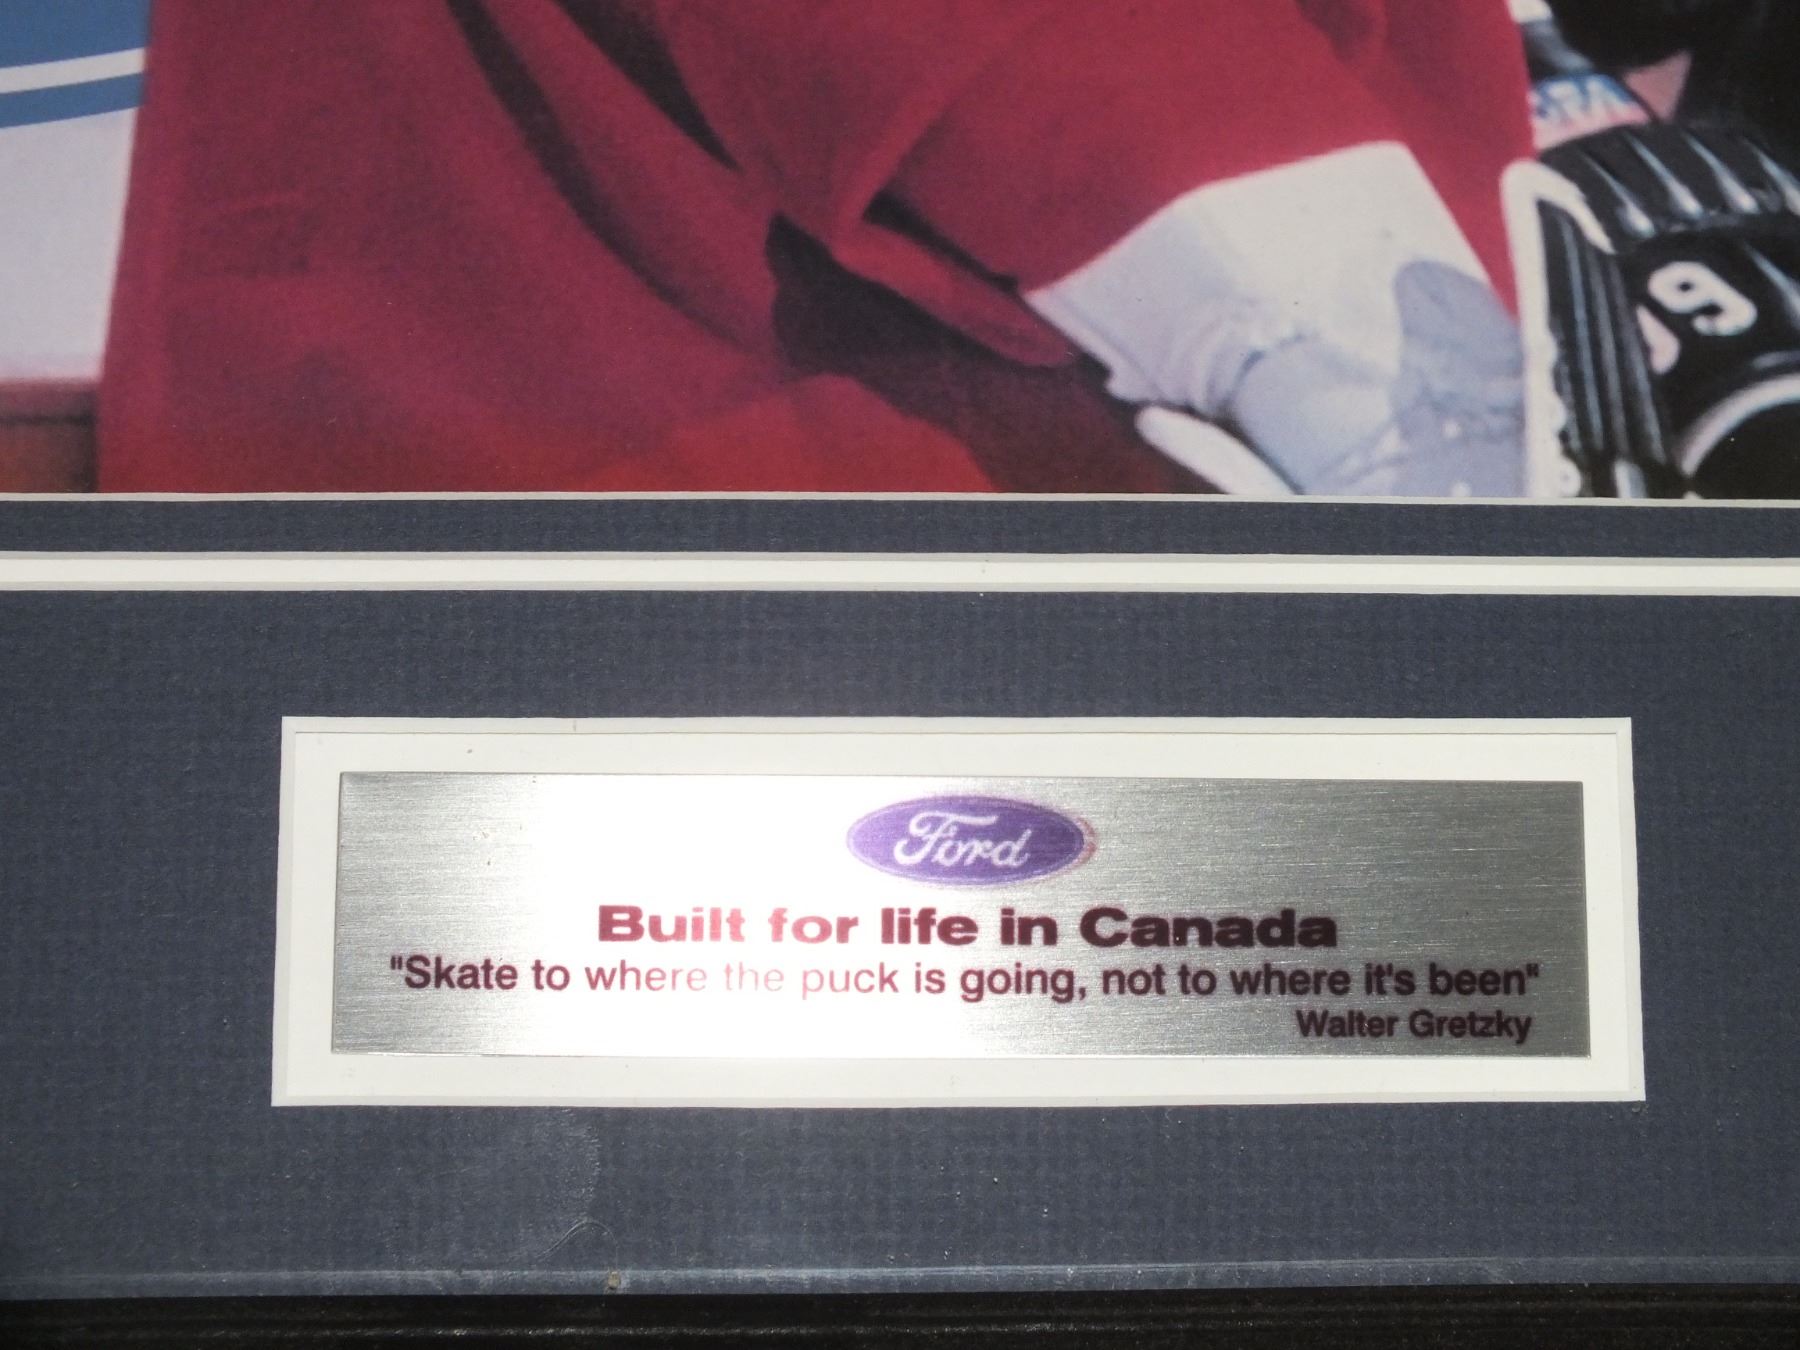 Ford
Built for life in Canada
"Skate to where the puck is going, not to where it's been"
Walter Gretzky